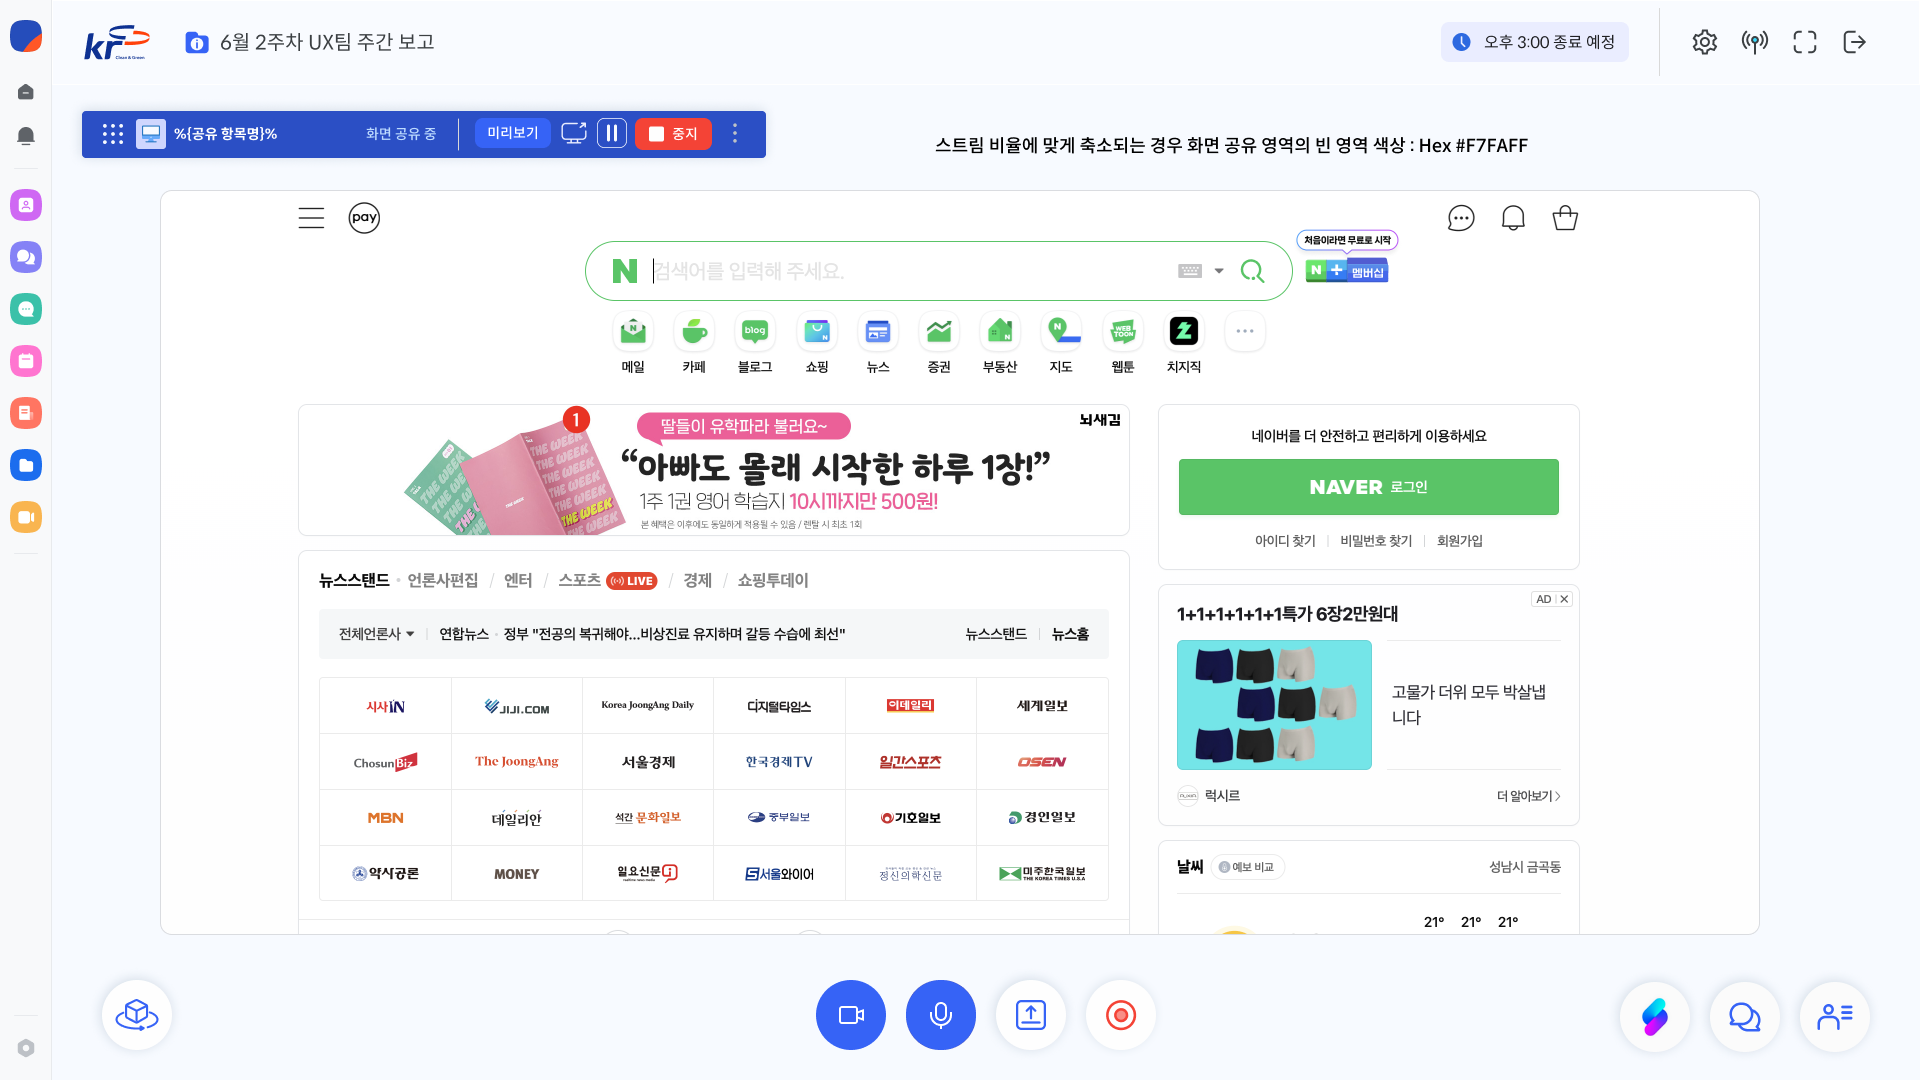 kr
Clean & Green
6월 2주차 UX팀 주간 보고
오후 3:00 종료 예정
%{공유 항목명}%
화면 공유 중
미리보기
중지
스트림 비율에 맞게 축소되는 경우 화면 공유 영역의 빈 영역 색상 : Hex #F7FAFF
pay
처음이라면 무료로 시작
N 검색어를 입력해 주세요.
N + 멤버십
메일 카페 블로그 쇼핑 뉴스 증권 부동산 지도 웹툰 치지직
blog
WEB
TOON
1
딸들이 유학파라 불러요~
뇌새김
“아빠도 몰래 시작한 하루 1장!”
1주 1권 영어 학습지 10시까지만 500원!
본 혜택은 이후에도 동일하게 적용될 수 있음 / 렌탈 시 최초 1회
THE WEEK
네이버를 더 안전하고 편리하게 이용하세요
NAVER 로그인
아이디 찾기 | 비밀번호 찾기 | 회원가입
뉴스스탠드 · 언론사편집 / 엔터 / 스포츠 LIVE / 경제 / 쇼핑투데이
전체언론사 | 연합뉴스 · 정부 "전공의 복귀해야...비상진료 유지하며 갈등 수습에 최선"
뉴스스탠드 | 뉴스홈
시사IN JIJI.COM Korea JoongAng Daily 디지털타임스 이데일리 세계일보
ChosunBiz The JoongAng 서울경제 한국경제TV 일간스포츠 OSEN
MBN 데일리안 석간 문화일보 중부일보 기호일보 경인일보
약사공론 MONEY 일요신문 서울와이어 정신의학신문 미주한국일보
THE KOREA TIMES U.S.A
AD
1+1+1+1+1+1특가 6장2만원대
고물가 더위 모두 박살냅
니다
럭시르
더 알아보기
날씨
예보 비교
성남시 금곡동
21° 21° 21°